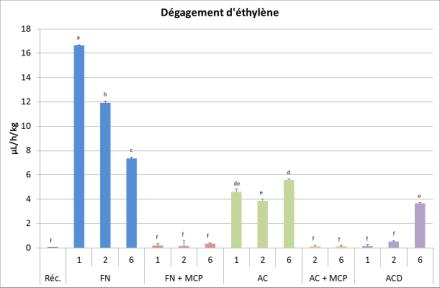 Dégagement d'éthylène
µL/h/kg
18
16
14
12
10
8
6
4
2
0
f a b c f f f de e d f f f f e
1 2 6 1 2 6 1 2 6 2 6 1 2 6
Réc. FN FN + MCP AC AC + MCP ACD